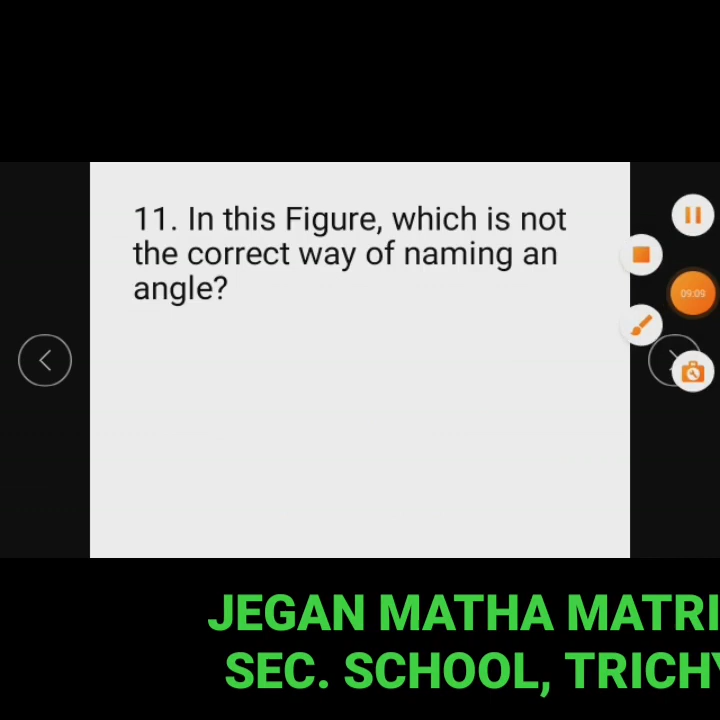 11. In this Figure, which is not
the correct way of naming an
angle?
09:09
JEGAN MATHA MATRI
SEC. SCHOOL, TRICHY